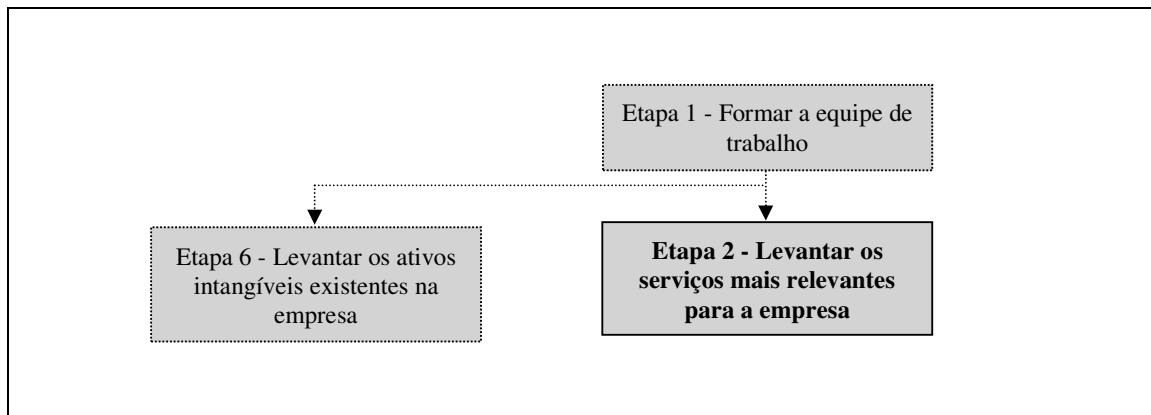 Etapa 1 - Formar a equipe de
trabalho
Etapa 6 - Levantar os ativos
intangíveis existentes na
empresa
Etapa 2 - Levantar os
serviços mais relevantes
para a empresa